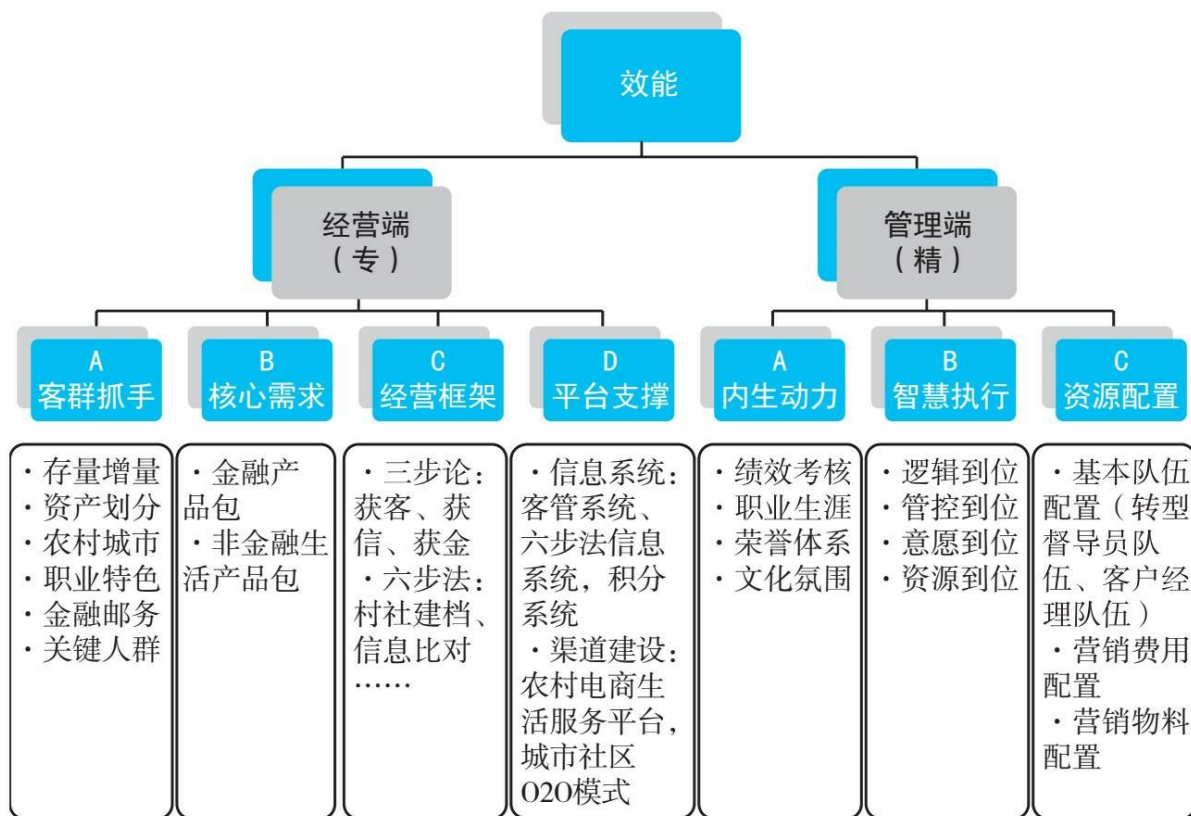 效能
经营端
（专）
管理端
（精）
A
客群抓手
B
核心需求
C
经营框架
D
平台支撑
A
内生动力
B
智慧执行
C
资源配置
·存量增量
·资产划分
·农村城市
·职业特色
·金融邮务
·关键人群
·金融产
品包
·非金融生
活产品包
·三步论：
获客、获
信、获金
·六步法：
村社建档、
信息比对
……
·信息系统：
客管系统、
六步法信息
系统，积分
系统
·渠道建设：
农村电商生
活服务平台，
城市社区
O2O模式
·绩效考核
·职业生涯
·荣誉体系
·文化氛围
·逻辑到位
·管控到位
·意愿到位
·资源到位
·基本队伍
配置（转型
督导员队
伍、客户经
理队伍）
·营销费用
配置
·营销物料
配置